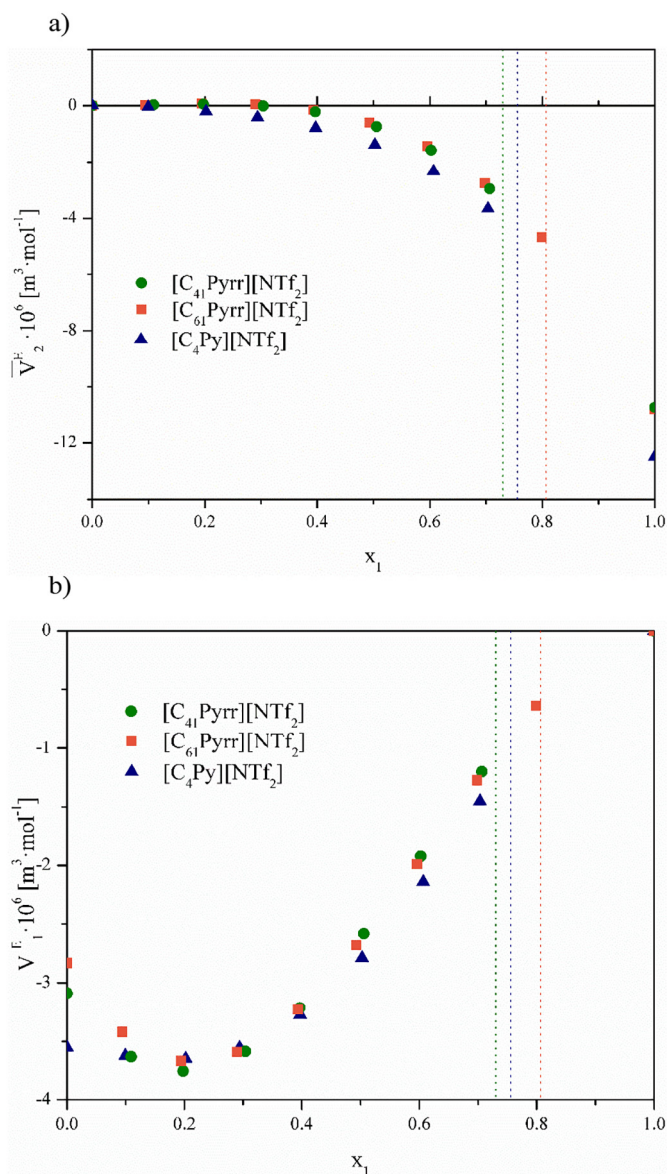 a)
0
-4
-8
-12
V̅ᴱ₂·10⁶ [m³·mol⁻¹]
[C₄₁Pyrr][NTf₂]
[C₆₁Pyrr][NTf₂]
[C₄Py][NTf₂]
0.0 0.2 0.4 0.6 0.8 1.0
x₁
b)
0
-1
-2
-3
-4
Vᴱ₁·10⁶ [m³·mol⁻¹]
[C₄₁Pyrr][NTf₂]
[C₆₁Pyrr][NTf₂]
[C₄Py][NTf₂]
0.0 0.2 0.4 0.6 0.8 1.0
x₁